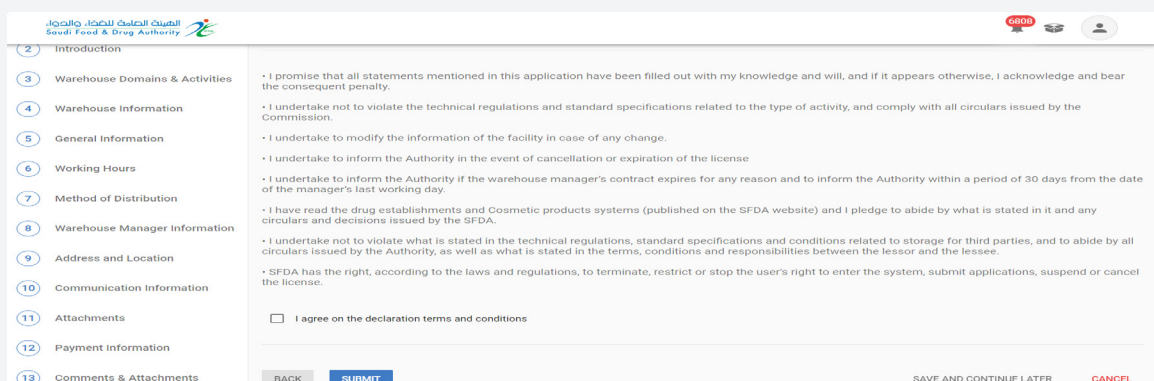 الهيئة العامة للغذاء والدواء
Saudi Food & Drug Authority
6808
2 Introduction
3 Warehouse Domains & Activities
4 Warehouse Information
5 General Information
6 Working Hours
7 Method of Distribution
8 Warehouse Manager Information
9 Address and Location
10 Communication Information
11 Attachments
12 Payment Information
13 Comments & Attachments
• I promise that all statements mentioned in this application have been filled out with my knowledge and will, and if it appears otherwise, I acknowledge and bear
the consequent penalty.
• I undertake not to violate the technical regulations and standard specifications related to the type of activity, and comply with all circulars issued by the
Commission.
• I undertake to modify the information of the facility in case of any change.
• I undertake to inform the Authority in the event of cancellation or expiration of the license
• I undertake to inform the Authority if the warehouse manager's contract expires for any reason and to inform the Authority within a period of 30 days from the date
of the manager's last working day.
• I have read the drug establishments and Cosmetic products systems (published on the SFDA website) and I pledge to abide by what is stated in it and any
circulars and decisions issued by the SFDA.
• I undertake not to violate what is stated in the technical regulations, standard specifications and conditions related to storage for third parties, and to abide by all
circulars issued by the Authority, as well as what is stated in the terms, conditions and responsibilities between the lessor and the lessee.
• SFDA has the right, according to the laws and regulations, to terminate, restrict or stop the user's right to enter the system, submit applications, suspend or cancel
the license.
I agree on the declaration terms and conditions
BACK SUBMIT SAVE AND CONTINUE LATER CANCEL